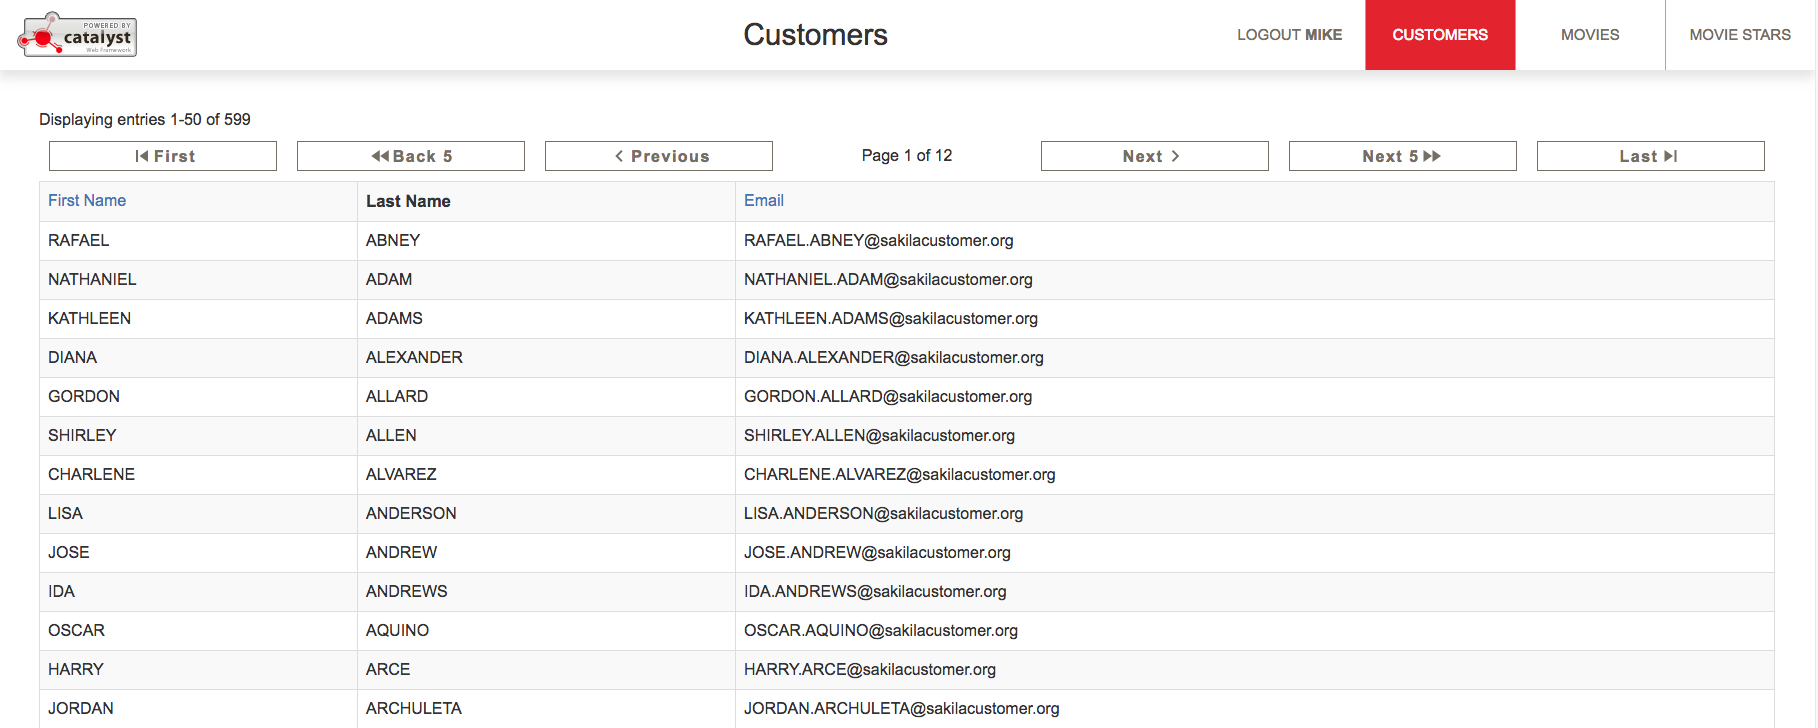 POWERED BY
catalyst
Web Framework
Customers
LOGOUT MIKE
CUSTOMERS
MOVIES
MOVIE STARS
Displaying entries 1-50 of 599
First
Back 5
Previous
Page 1 of 12
Next
Next 5
Last
First Name Last Name Email
RAFAEL ABNEY RAFAEL.ABNEY@sakilacustomer.org
NATHANIEL ADAM NATHANIEL.ADAM@sakilacustomer.org
KATHLEEN ADAMS KATHLEEN.ADAMS@sakilacustomer.org
DIANA ALEXANDER DIANA.ALEXANDER@sakilacustomer.org
GORDON ALLARD GORDON.ALLARD@sakilacustomer.org
SHIRLEY ALLEN SHIRLEY.ALLEN@sakilacustomer.org
CHARLENE ALVAREZ CHARLENE.ALVAREZ@sakilacustomer.org
LISA ANDERSON LISA.ANDERSON@sakilacustomer.org
JOSE ANDREW JOSE.ANDREW@sakilacustomer.org
IDA ANDREWS IDA.ANDREWS@sakilacustomer.org
OSCAR AQUINO OSCAR.AQUINO@sakilacustomer.org
HARRY ARCE HARRY.ARCE@sakilacustomer.org
JORDAN ARCHULETA JORDAN.ARCHULETA@sakilacustomer.org